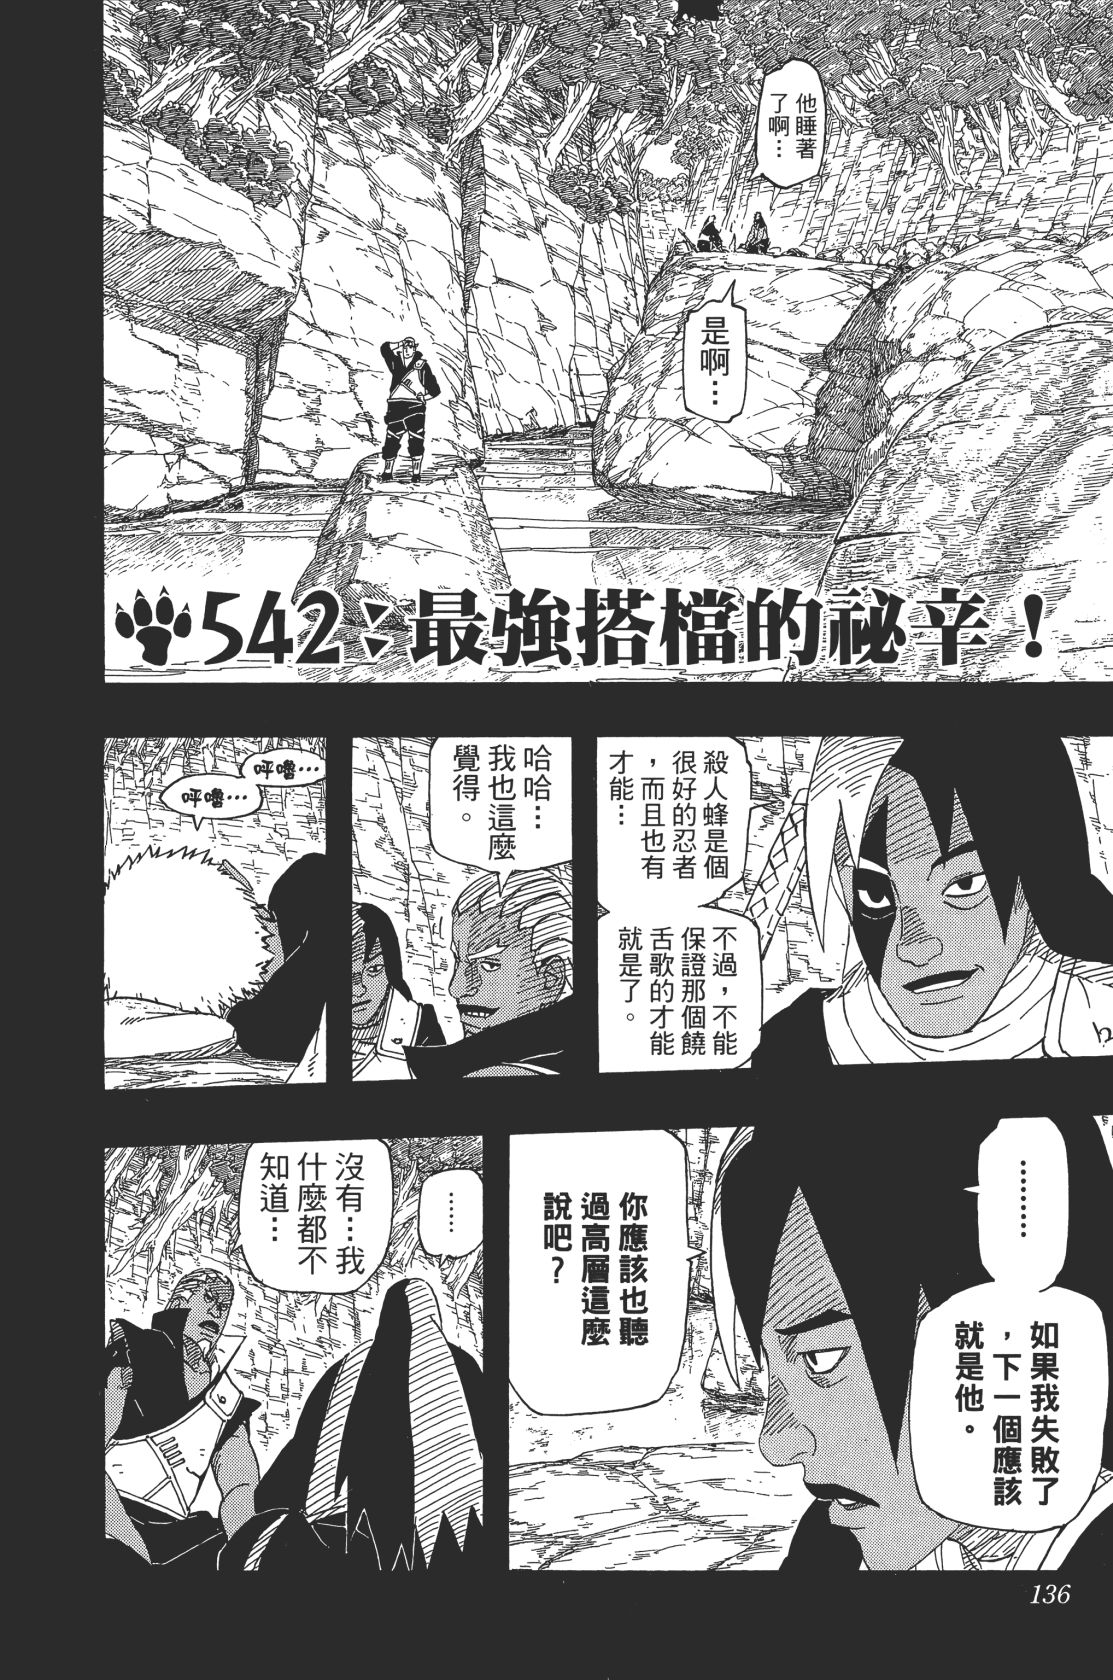 他睡著
了啊…
是啊…
542：最強搭檔的祕辛！
殺人蜂是個
很好的忍者
，而且也有
才能…
不過，不能
保證那個饒
舌歌的才能
就是了。
哈哈…
我也這麼
覺得。
呼嚕…
呼嚕…
………
如果我失敗了
，下一個應該
就是他。
你應該也聽
過高層這麼
說吧？
……
沒有…我
什麼都不
知道…
136